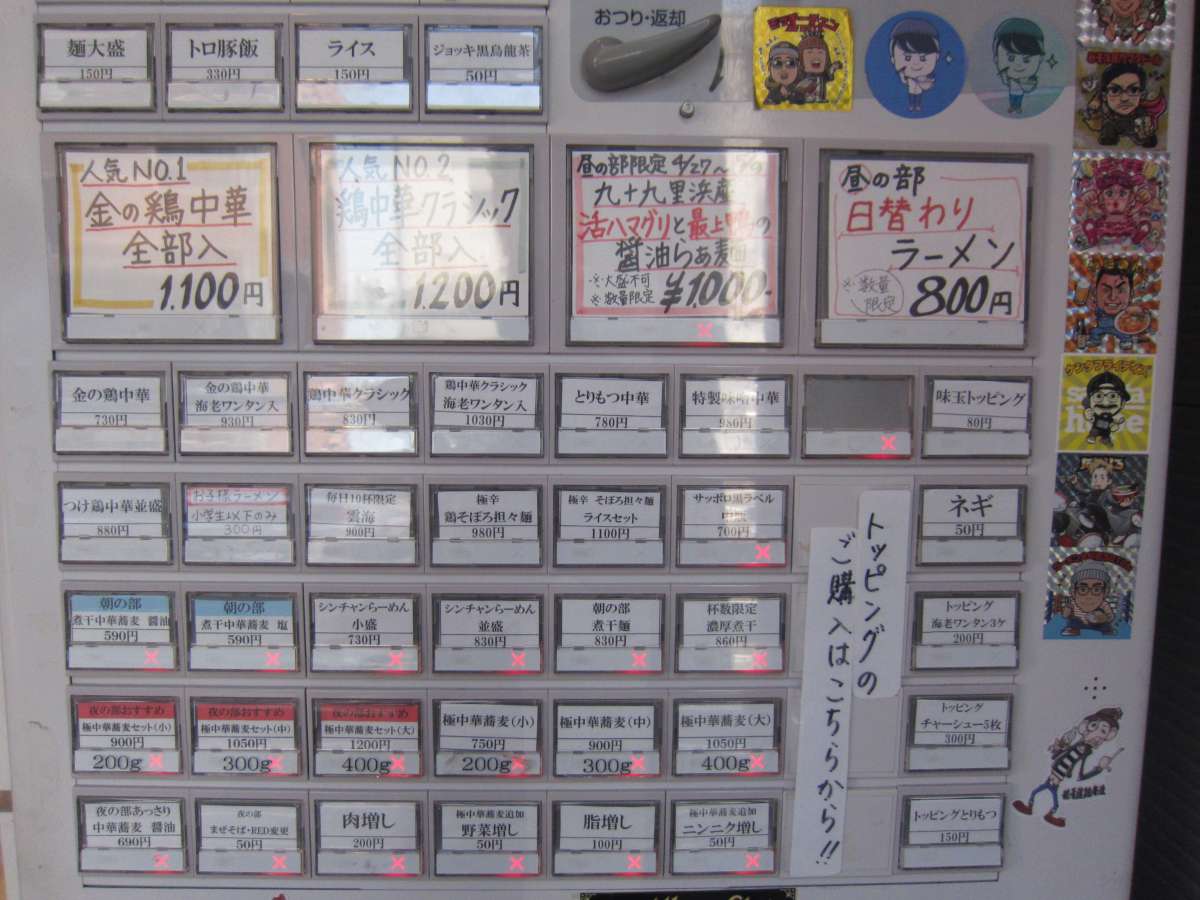 おつり・返却
麺大盛
150円
トロ豚飯
330円
ライス
150円
ジョッキ黒烏龍茶
50円
人気NO.1
金の鶏中華
全部入
1.100円
人気NO.2
鶏中華クラシック
全部入
1.200円
昼の部限定 4/27〜
九十九里浜産
活ハマグリと最上鴨の
醤油らぁ麺
※大盛不可
※数量限定
¥1,000-
昼の部
日替わり
ラーメン
※数量
限定
800円
金の鶏中華
730円
金の鶏中華
海老ワンタン入
930円
鶏中華クラシック
830円
鶏中華クラシック
海老ワンタン入
1030円
とりもつ中華
780円
特製味噌中華
980円
味玉トッピング
80円
つけ鶏中華並盛
880円
お子様ラーメン
小学生以下のみ
300円
毎日10杯限定
雲海
900円
極辛
鶏そぼろ担々麺
980円
極辛 そぼろ担々麺
ライスセット
1100円
サッポロ黒ラベル
700円
ネギ
50円
トッピングの
ご購入はこちらから!!
朝の部
煮干中華蕎麦 醤油
590円
朝の部
煮干中華蕎麦 塩
590円
シンチャンらーめん
小盛
730円
シンチャンらーめん
並盛
830円
朝の部
煮干麺
830円
杯数限定
濃厚煮干
860円
トッピング
海老ワンタン3ケ
200円
夜の部おすすめ
極中華蕎麦セット(小)
900円
200g
夜の部おすすめ
極中華蕎麦セット(中)
1050円
300g
夜の部おすすめ
極中華蕎麦セット(大)
1200円
400g
極中華蕎麦(小)
750円
200g
極中華蕎麦(中)
900円
300g
極中華蕎麦(大)
1050円
400g
トッピング
チャーシュー5枚
300円
夜の部あっさり
中華蕎麦 醤油
690円
夜の部
まぜそば・RED変更
50円
肉増し
200円
極中華蕎麦追加
野菜増し
50円
脂増し
100円
極中華蕎麦追加
ニンニク増し
50円
トッピングとりもつ
150円